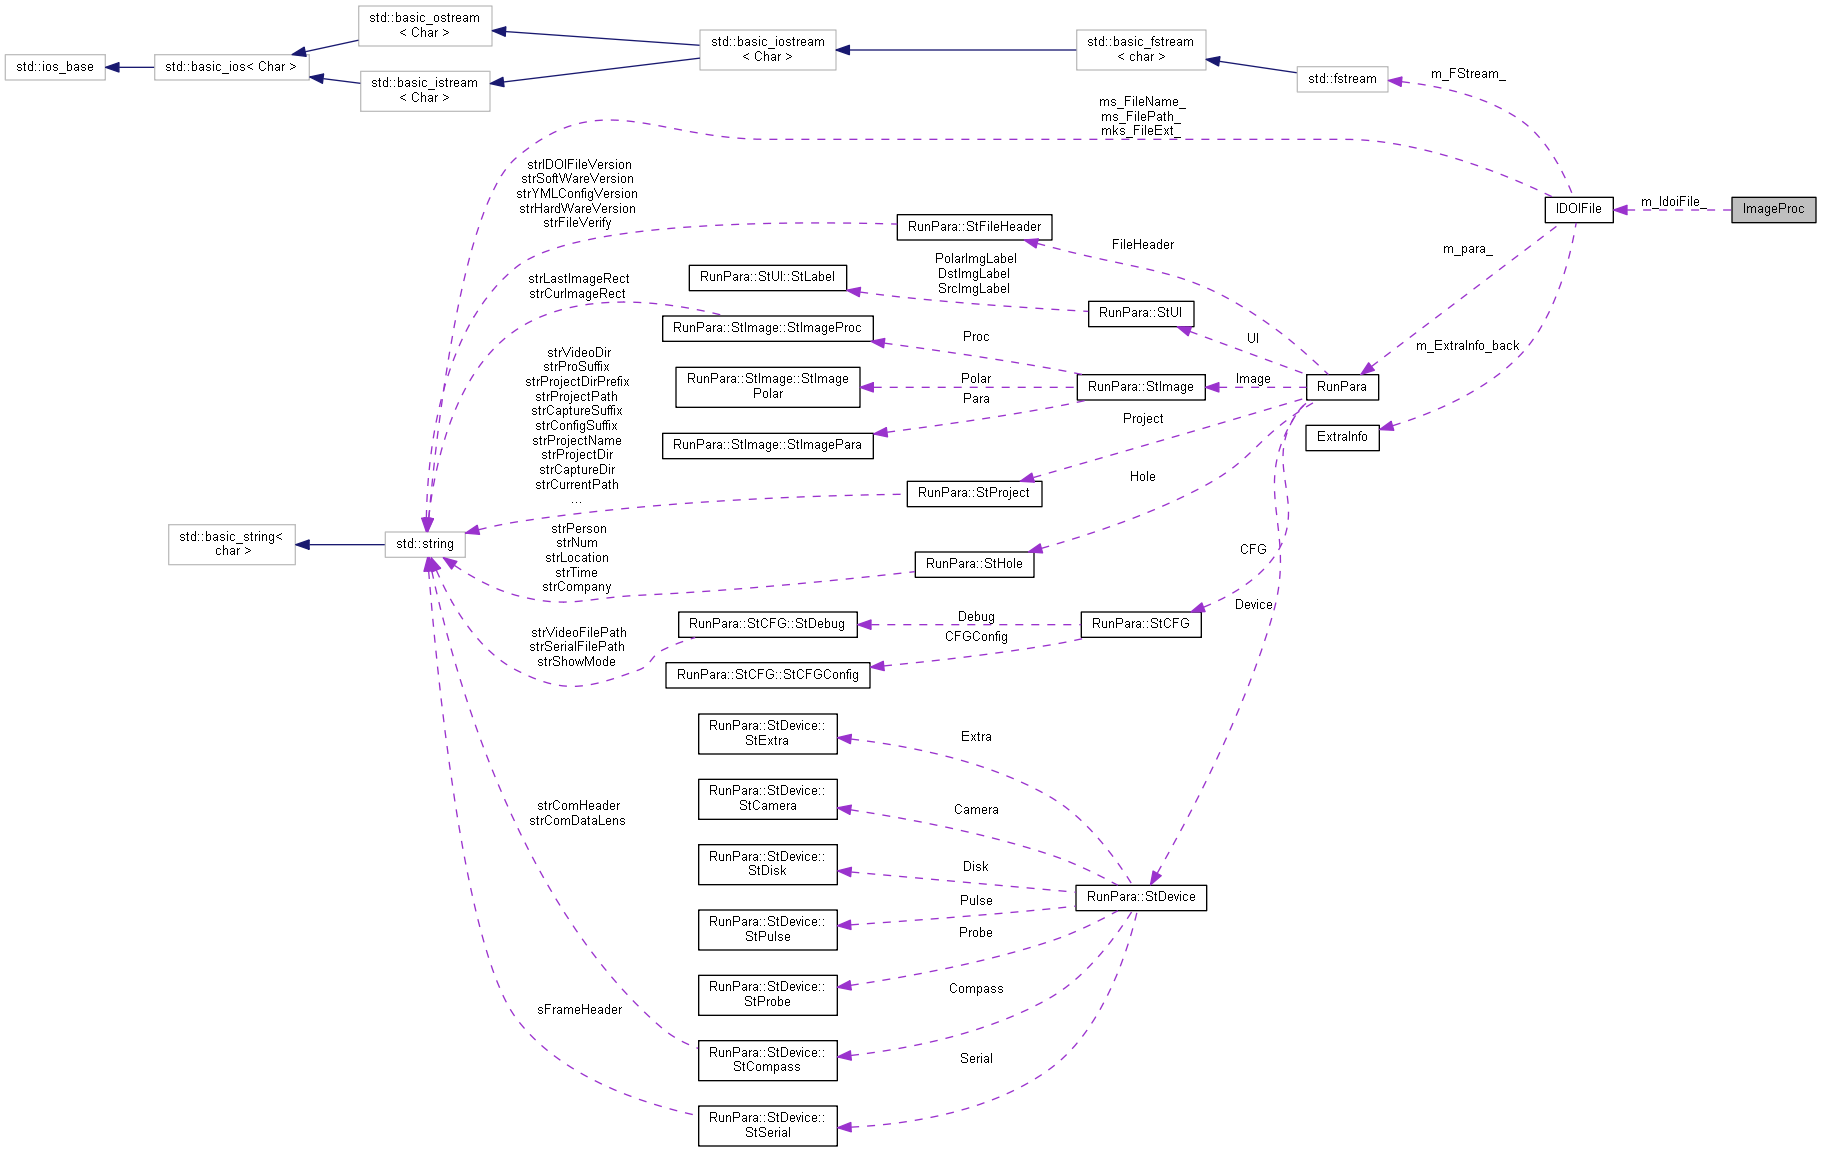 std::basic_ostream
< Char >
std::basic_iostream
< Char >
std::basic_fstream
< char >
std::ios_base
std::basic_ios< Char >
std::basic_istream
< Char >
std::fstream
m_FStream_
ms_FileName_
ms_FilePath_
mks_FileExt_
strIDOIFileVersion
strSoftWareVersion
strYMLConfigVersion
strHardWareVersion
strFileVerify
IDOIFile
m_IdoiFile_
ImageProc
RunPara::StFileHeader
FileHeader
m_para_
RunPara::StUI::StLabel
PolarImgLabel
DstImgLabel
SrcImgLabel
strLastImageRect
strCurImageRect
RunPara::StUI
UI
RunPara::StImage::StImageProc
Proc
m_ExtraInfo_back
strVideoDir
strProSuffix
strProjectDirPrefix
strProjectPath
strCaptureSuffix
strConfigSuffix
strProjectName
strProjectDir
strCaptureDir
strCurrentPath
...
RunPara::StImage::StImage
Polar
Polar
Para
RunPara::StImage
Image
RunPara
RunPara::StImage::StImagePara
Project
ExtraInfo
RunPara::StProject
Hole
std::basic_string<
char >
std::string
strPerson
strNum
strLocation
strTime
strCompany
RunPara::StHole
CFG
Device
RunPara::StCFG::StDebug
Debug
CFGConfig
RunPara::StCFG
strVideoFilePath
strSerialFilePath
strShowMode
RunPara::StCFG::StCFGConfig
RunPara::StDevice::
StExtra
Extra
RunPara::StDevice::
StCamera
Camera
strComHeader
strComDataLens
RunPara::StDevice::
StDisk
Disk
RunPara::StDevice
Pulse
RunPara::StDevice::
StPulse
Probe
RunPara::StDevice::
StProbe
Compass
sFrameHeader
RunPara::StDevice::
StCompass
Serial
RunPara::StDevice::
StSerial